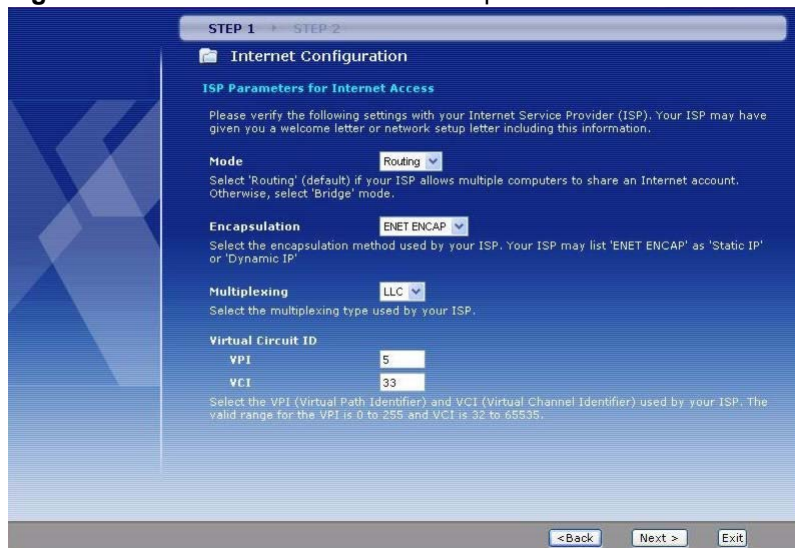 STEP 1 STEP 2
Internet Configuration
ISP Parameters for Internet Access
Please verify the following settings with your Internet Service Provider (ISP). Your ISP may have
given you a welcome letter or network setup letter including this information.
Mode Routing
Select 'Routing' (default) if your ISP allows multiple computers to share an Internet account.
Otherwise, select 'Bridge' mode.
Encapsulation ENET ENCAP
Select the encapsulation method used by your ISP. Your ISP may list 'ENET ENCAP' as 'Static IP'
or 'Dynamic IP'
Multiplexing LLC
Select the multiplexing type used by your ISP.
Virtual Circuit ID
VPI 5
VCI 33
Select the VPI (Virtual Path Identifier) and VCI (Virtual Channel Identifier) used by your ISP. The
valid range for the VPI is 0 to 255 and VCI is 32 to 65535.
<Back Next > Exit